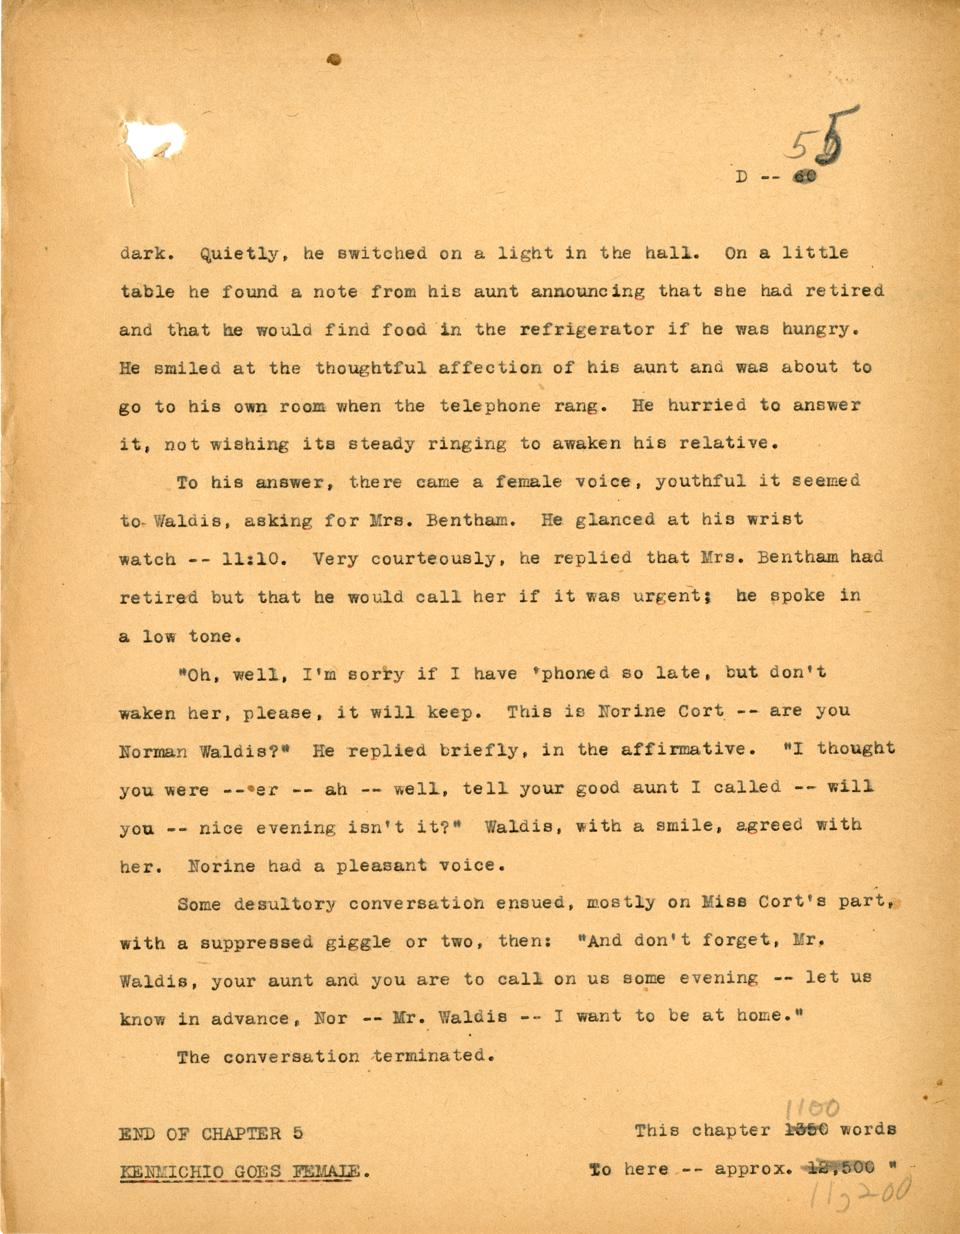 55
D -- 60
dark.  Quietly, he switched on a light in the hall.  On a little
table he found a note from his aunt announcing that she had retired
and that he would find food in the refrigerator if he was hungry.
He smiled at the thoughtful affection of his aunt and was about to
go to his own room when the telephone rang.  He hurried to answer
it, not wishing its steady ringing to awaken his relative.
To his answer, there came a female voice, youthful it seemed
to Waldis, asking for Mrs. Bentham.  He glanced at his wrist
watch -- 11:10.  Very courteously, he replied that Mrs. Bentham had
retired but that he would call her if it was urgent;  he spoke in
a low tone.
"Oh, well, I'm sorry if I have 'phoned so late, but don't
waken her, please, it will keep.  This is Norine Cort -- are you
Norman Waldis?"  He replied briefly, in the affirmative.  "I thought
you were -- er -- ah -- well, tell your good aunt I called -- will
you -- nice evening isn't it?"  Waldis, with a smile, agreed with
her.  Norine had a pleasant voice.
Some desultory conversation ensued, mostly on Miss Cort's part,
with a suppressed giggle or two, then:  "And don't forget, Mr.
Waldis, your aunt and you are to call on us some evening -- let us
know in advance, Nor -- Mr. Waldis -- I want to be at home."
The conversation terminated.
1100
END OF CHAPTER 5 This chapter 1350 words
KENMICHIO GOES FEMALE. To here -- approx. 12,500 "
11,200